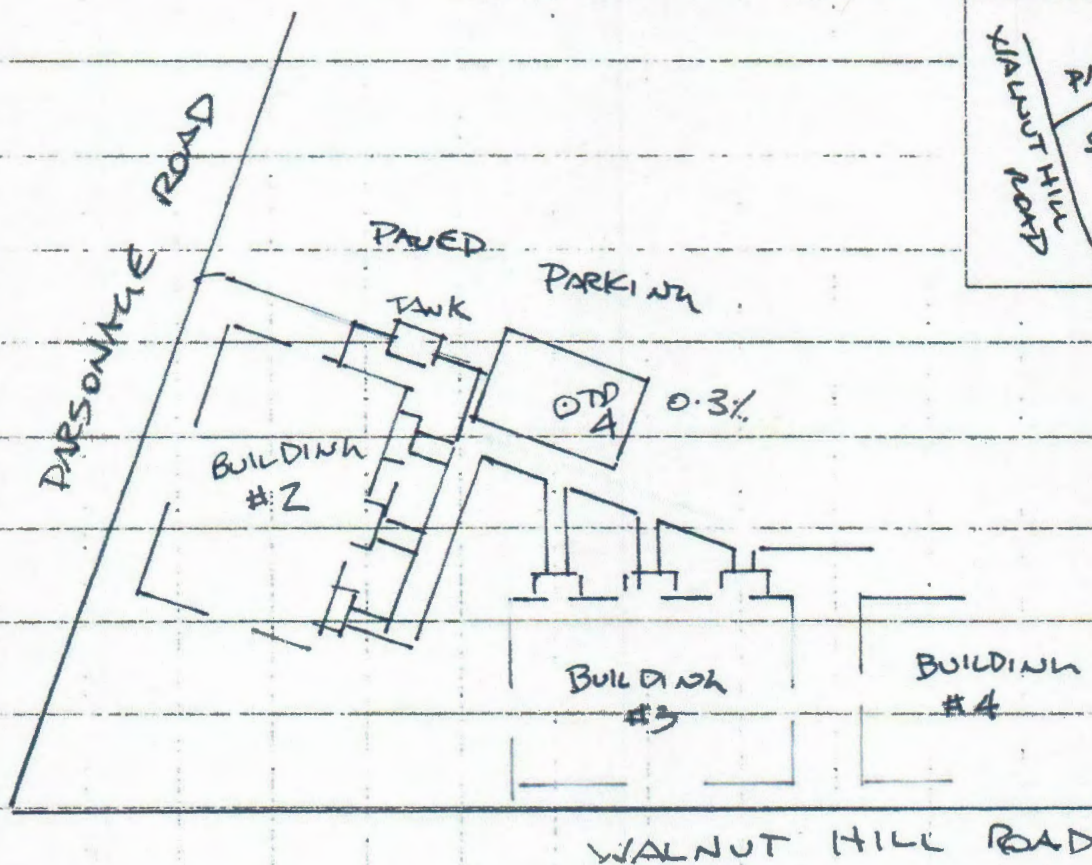 PARSONAGE ROAD
WALNUT HILL
ROAD
PAVED
PARKING
TANK
TP
4
0.3%
BUILDING
#2
BUILDING
#3
BUILDING
#4
WALNUT HILL ROAD